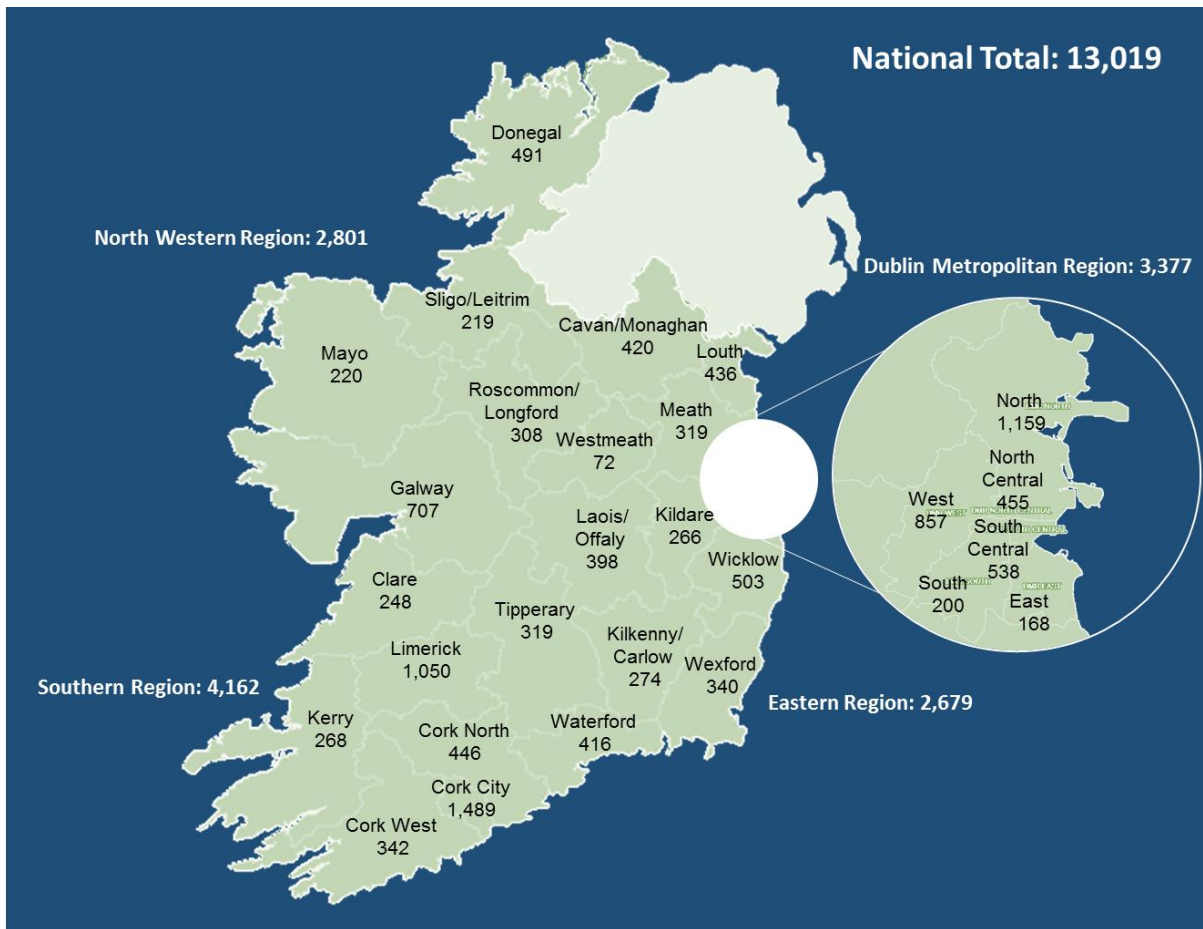 National Total: 13,019
Donegal
491
North Western Region: 2,801
Dublin Metropolitan Region: 3,377
Sligo/Leitrim
219
Cavan/Monaghan
420
Louth
436
Mayo
220
Roscommon/
Longford
308
Meath
319
Westmeath
72
Galway
707
Laois/
Offaly
398
Kildare
266
Wicklow
503
Clare
248
Tipperary
319
Limerick
1,050
Kilkenny/
Carlow
274
Wexford
340
Southern Region: 4,162
Eastern Region: 2,679
Kerry
268
Cork North
446
Waterford
416
Cork City
1,489
Cork West
342
North
1,159
North
Central
455
West
857
DMR NORTH CENTRAL
South
Central
538
South
200
East
168